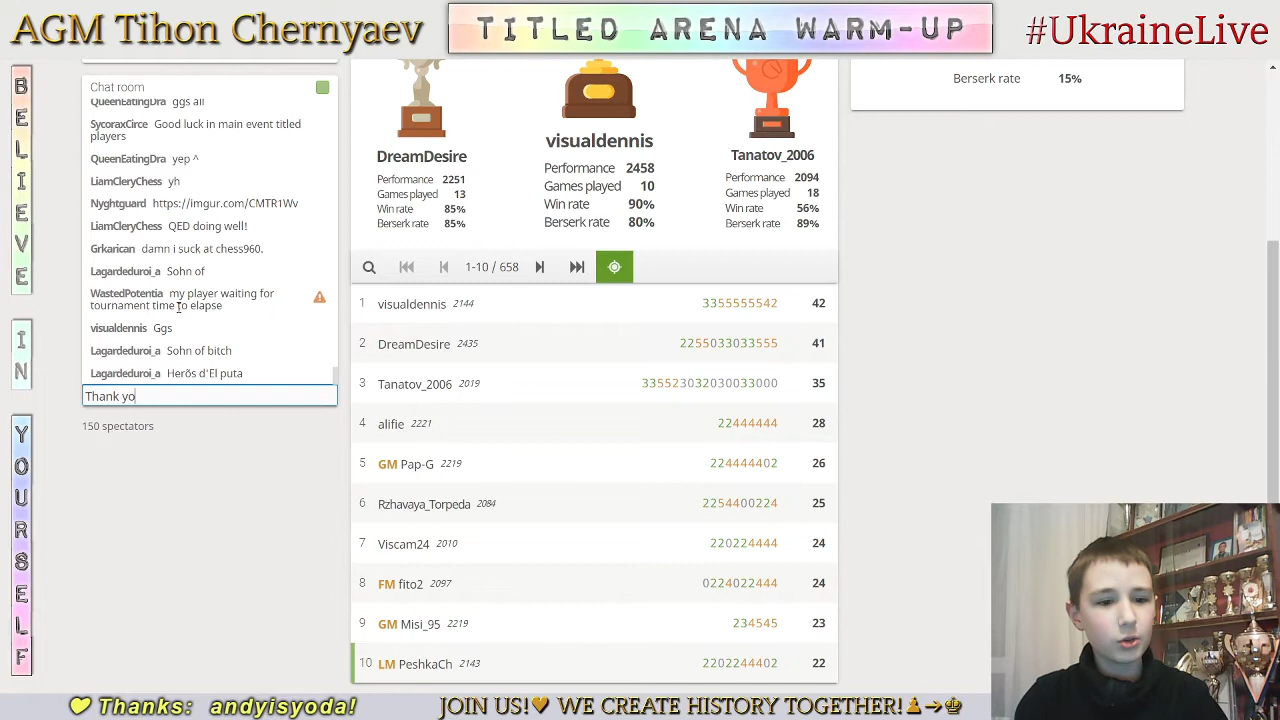 AGM Tihon Chernyaev
TITLED ARENA WARM-UP
#UkraineLive
BELIEVE
IN
YOURSELF
Chat room
QueenEatingDra ggs all
SycoraxCirce Good luck in main event titled
players
QueenEatingDra yep ^
LiamCleryChess yh
Nyghtguard https://imgur.com/CMTR1Wv
LiamCleryChess QED doing well!
Grkarican damn i suck at chess960.
Lagardeduroi_a Sohn of
WastedPotentia my player waiting for
tournament time to elapse
visualdennis Ggs
Lagardeduroi_a Sohn of bitch
Lagardeduroi_a Herôs d'El puta
Thank yo
150 spectators
DreamDesire
Performance 2251
Games played 13
Win rate 85%
Berserk rate 85%
visualdennis
Performance 2458
Games played 10
Win rate 90%
Berserk rate 80%
Tanatov_2006
Performance 2094
Games played 18
Win rate 56%
Berserk rate 89%
1-10 / 658
1 visualdennis 2144 3355555542 42
2 DreamDesire 2435 2255033033555 41
3 Tanatov_2006 2019 335523032030033000 35
4 alifie 2221 22444444 28
5 GM Pap-G 2219 224444402 26
6 Rzhavaya_Torpeda 2084 2254400224 25
7 Viscam24 2010 220224444 24
8 FM fito2 2097 0224022444 24
9 GM Misi_95 2219 234545 23
10 LM PeshkaCh 2143 2202244402 22
Berserk rate 15%
Thanks: andyisyoda!
JOIN US! WE CREATE HISTORY TOGETHER!